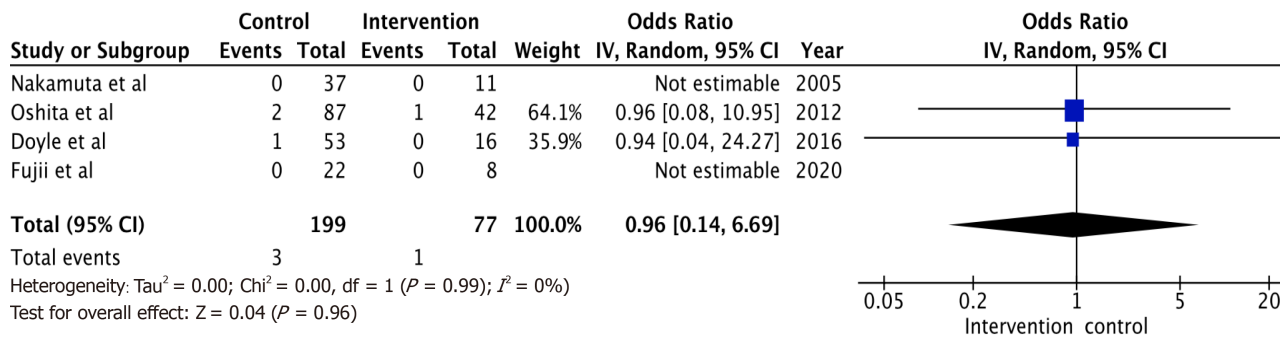 Control Intervention Odds Ratio Odds Ratio
Study or Subgroup Events Total Events Total Weight IV, Random, 95% CI Year IV, Random, 95% CI
Nakamuta et al 0 37 0 11 Not estimable 2005
Oshita et al 2 87 1 42 64.1% 0.96 [0.08, 10.95] 2012
Doyle et al 1 53 0 16 35.9% 0.94 [0.04, 24.27] 2016
Fujii et al 0 22 0 8 Not estimable 2020
Total (95% CI) 199 77 100.0% 0.96 [0.14, 6.69]
Total events 3 1
Heterogeneity: Tau² = 0.00; Chi² = 0.00, df = 1 (P = 0.99); I² = 0%)
Test for overall effect: Z = 0.04 (P = 0.96)
0.05 0.2 1 5 20
Intervention control